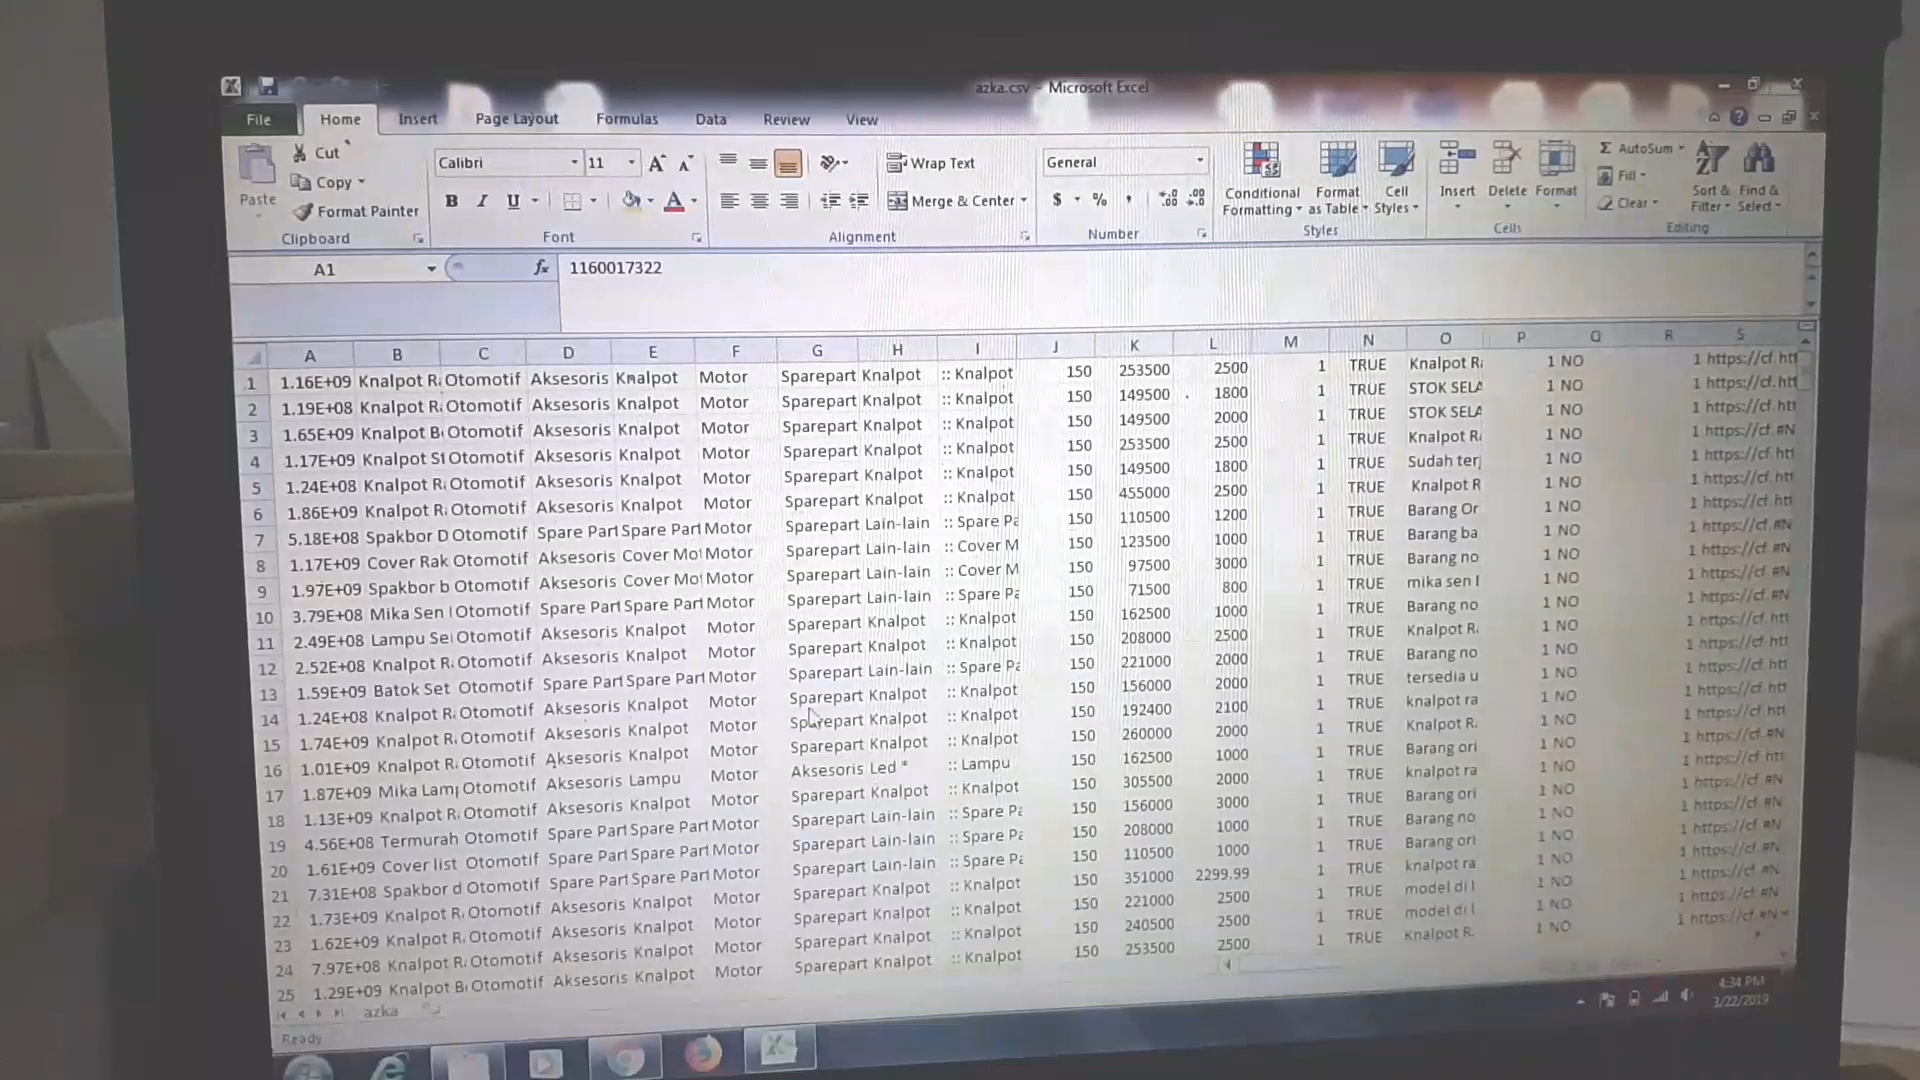 azka.csv - Microsoft Excel
File Home Insert Page Layout Formulas Data Review View
Paste Cut Copy Format Painter Clipboard
Calibri 11 B I U Font
Wrap Text Merge & Center Alignment
General $ % , Number
Conditional Formatting Format as Table Cell Styles Styles
Insert Delete Format Cells
Σ AutoSum Fill Clear Sort & Filter Find & Select Editing
A1 fx 1160017322
A B C D E F G H I J K L M N O P Q R S
1 1.16E+09 Knalpot R Otomotif Aksesoris Knalpot Motor Sparepart Knalpot :: Knalpot 150 253500 2500 1 TRUE Knalpot R 1 NO 1 https://cf. htt
2 1.19E+08 Knalpot R Otomotif Aksesoris Knalpot Motor Sparepart Knalpot :: Knalpot 150 149500 1800 1 TRUE STOK SELA 1 NO 1 https://cf. htt
3 1.65E+09 Knalpot B Otomotif Aksesoris Knalpot Motor Sparepart Knalpot :: Knalpot 150 149500 2000 1 TRUE STOK SELA 1 NO 1 https://cf. htt
4 1.17E+09 Knalpot St Otomotif Aksesoris Knalpot Motor Sparepart Knalpot :: Knalpot 150 253500 2500 1 TRUE Knalpot R 1 NO 1 https://cf. #N
5 1.24E+08 Knalpot R Otomotif Aksesoris Knalpot Motor Sparepart Knalpot :: Knalpot 150 149500 1800 1 TRUE Sudah terj 1 NO 1 https://cf. htt
6 1.86E+09 Knalpot R Otomotif Aksesoris Knalpot Motor Sparepart Knalpot :: Knalpot 150 455000 2500 1 TRUE Knalpot R 1 NO 1 https://cf. htt
7 5.18E+08 Spakbor D Otomotif Spare Part Spare Part Motor Sparepart Lain-lain :: Spare Pa 150 110500 1200 1 TRUE Barang Or 1 NO 1 https://cf. htt
8 1.17E+09 Cover Rak Otomotif Aksesoris Cover Mo Motor Sparepart Lain-lain :: Cover M 150 123500 1000 1 TRUE Barang ba 1 NO 1 https://cf. #N
9 1.97E+09 Spakbor b Otomotif Aksesoris Cover Mo Motor Sparepart Lain-lain :: Cover M 150 97500 3000 1 TRUE Barang no 1 NO 1 https://cf. #N
10 3.79E+08 Mika Sen Otomotif Spare Part Spare Part Motor Sparepart Lain-lain :: Spare Pa 150 71500 800 1 TRUE mika sen 1 NO 1 https://cf. #N
11 2.49E+08 Lampu Sei Otomotif Aksesoris Knalpot Motor Sparepart Knalpot :: Knalpot 150 162500 1000 1 TRUE Barang no 1 NO 1 https://cf. #N
12 2.52E+08 Knalpot R Otomotif Aksesoris Knalpot Motor Sparepart Knalpot :: Knalpot 150 208000 2500 1 TRUE Knalpot R 1 NO 1 https://cf. htt
13 1.59E+09 Batok Set Otomotif Spare Part Spare Part Motor Sparepart Lain-lain :: Spare Pa 150 221000 2000 1 TRUE Barang no 1 NO 1 https://cf. htt
14 1.24E+08 Knalpot R Otomotif Aksesoris Knalpot Motor Sparepart Knalpot :: Knalpot 150 156000 2000 1 TRUE tersedia u 1 NO 1 https://cf. htt
15 1.74E+09 Knalpot R Otomotif Aksesoris Knalpot Motor Sparepart Knalpot :: Knalpot 150 192400 2100 1 TRUE knalpot ra 1 NO 1 https://cf. htt
16 1.01E+09 Knalpot R Otomotif Aksesoris Knalpot Motor Sparepart Knalpot :: Knalpot 150 260000 2000 1 TRUE Knalpot R 1 NO 1 https://cf. htt
17 1.87E+09 Mika Lam Otomotif Aksesoris Lampu Motor Aksesoris Led * :: Lampu 150 162500 1000 1 TRUE Barang ori 1 NO 1 https://cf. #N
18 1.13E+09 Knalpot R Otomotif Aksesoris Knalpot Motor Sparepart Knalpot :: Knalpot 150 305500 2000 1 TRUE knalpot ra 1 NO 1 https://cf. htt
19 4.56E+08 Termurah Otomotif Spare Part Spare Part Motor Sparepart Lain-lain :: Spare Pa 150 156000 3000 1 TRUE Barang ori 1 NO 1 https://cf. #N
20 1.61E+09 Cover list Otomotif Spare Part Spare Part Motor Sparepart Lain-lain :: Spare Pa 150 208000 1000 1 TRUE Barang no 1 NO 1 https://cf. #N
21 7.31E+08 Spakbor d Otomotif Spare Part Spare Part Motor Sparepart Lain-lain :: Spare Pa 150 110500 1000 1 TRUE Barang ori 1 NO 1 https://cf. #N
22 1.73E+09 Knalpot R Otomotif Aksesoris Knalpot Motor Sparepart Knalpot :: Knalpot 150 351000 2299.99 1 TRUE knalpot ra 1 NO 1 https://cf. #N
23 1.62E+09 Knalpot R Otomotif Aksesoris Knalpot Motor Sparepart Knalpot :: Knalpot 150 221000 2500 1 TRUE model di l 1 NO 1 https://cf. #N
24 7.97E+08 Knalpot R Otomotif Aksesoris Knalpot Motor Sparepart Knalpot :: Knalpot 150 240500 2500 1 TRUE model di l 1 NO 1 https://cf. #N
25 1.29E+09 Knalpot B Otomotif Aksesoris Knalpot Motor Sparepart Knalpot :: Knalpot 150 253500 2500 1 TRUE Knalpot R 1 NO 1 https://cf. #N
azka
Ready
4:34 PM
3/22/2019